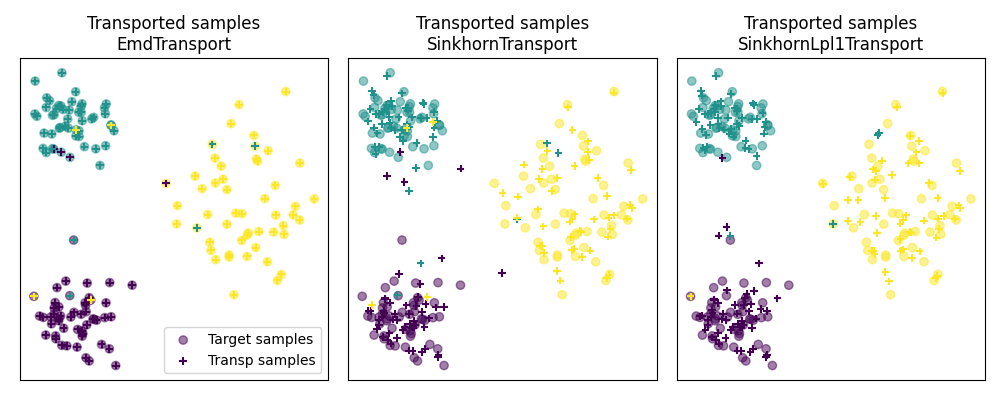 Transported samples
EmdTransport
Transported samples
SinkhornTransport
Transported samples
SinkhornLpl1Transport
Target samples
Transp samples